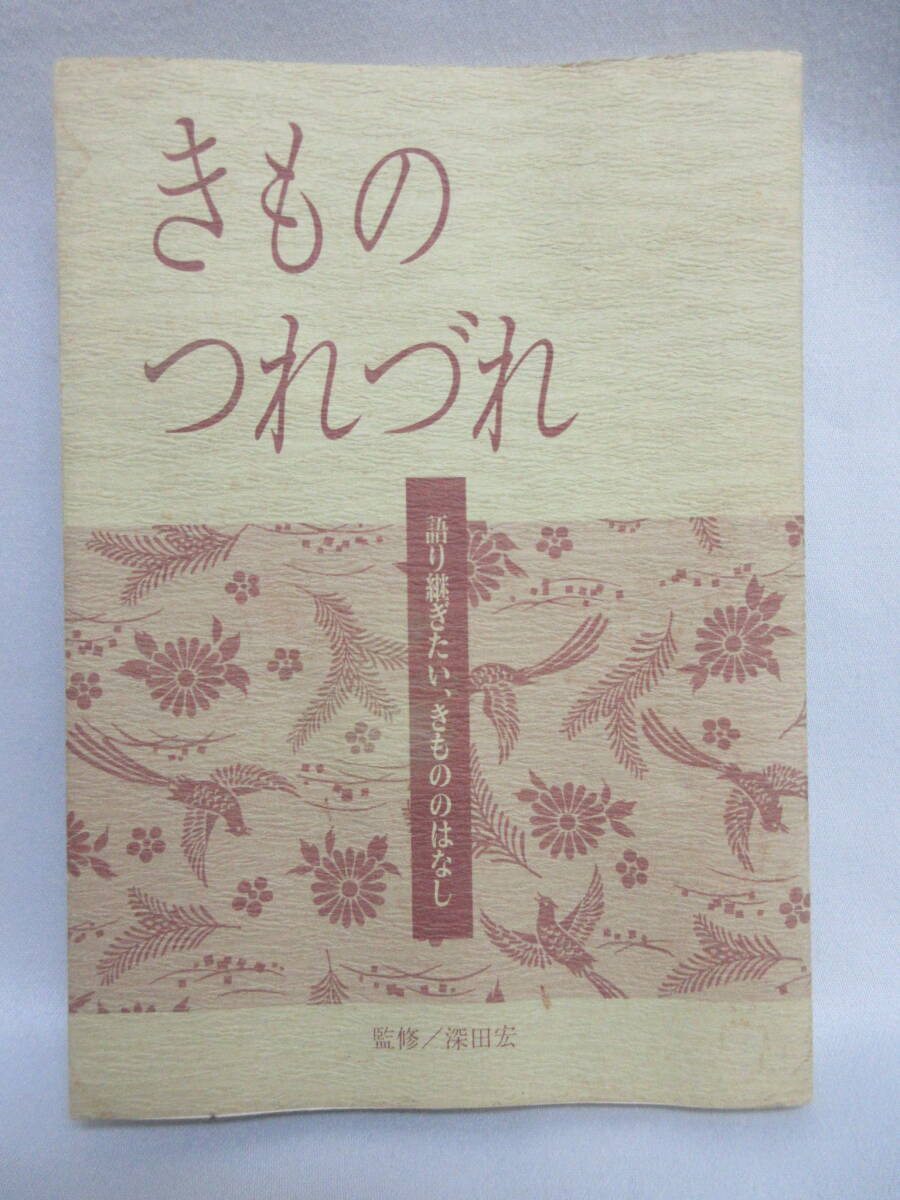 きもの
つれづれ
語り継ぎたい、きもののはなし
監修／深田宏